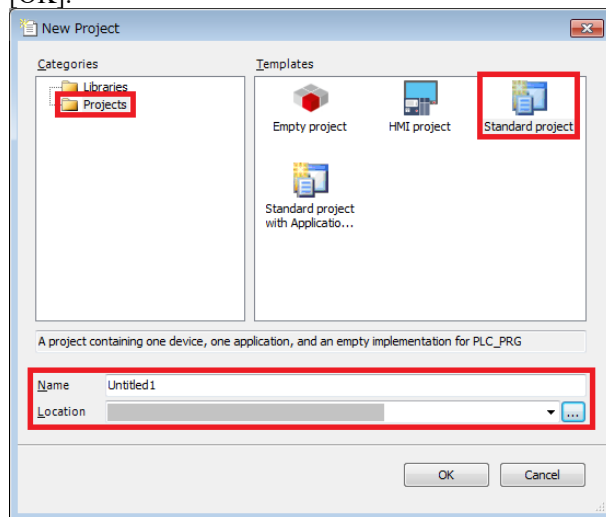 [OK].
New Project
Categories
Templates
Libraries
Projects
Empty project
HMI project
Standard project
Standard project
with Applicatio...
A project containing one device, one application, and an empty implementation for PLC_PRG
Name
Untitled1
Location
...
OK
Cancel